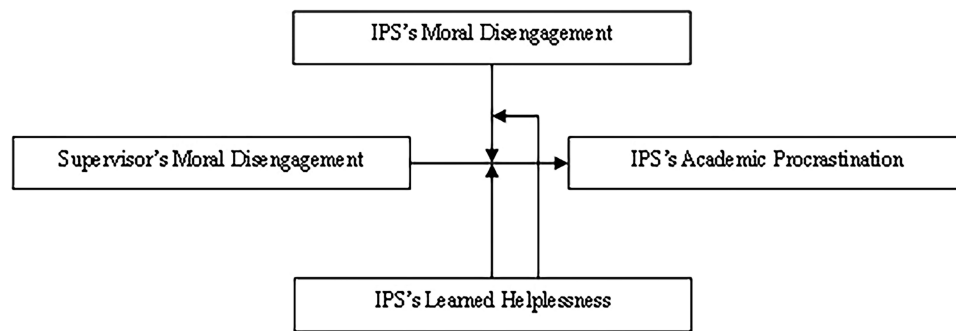 IPS's Moral Disengagement
Supervisor's Moral Disengagement
IPS's Academic Procrastination
IPS's Learned Helplessness